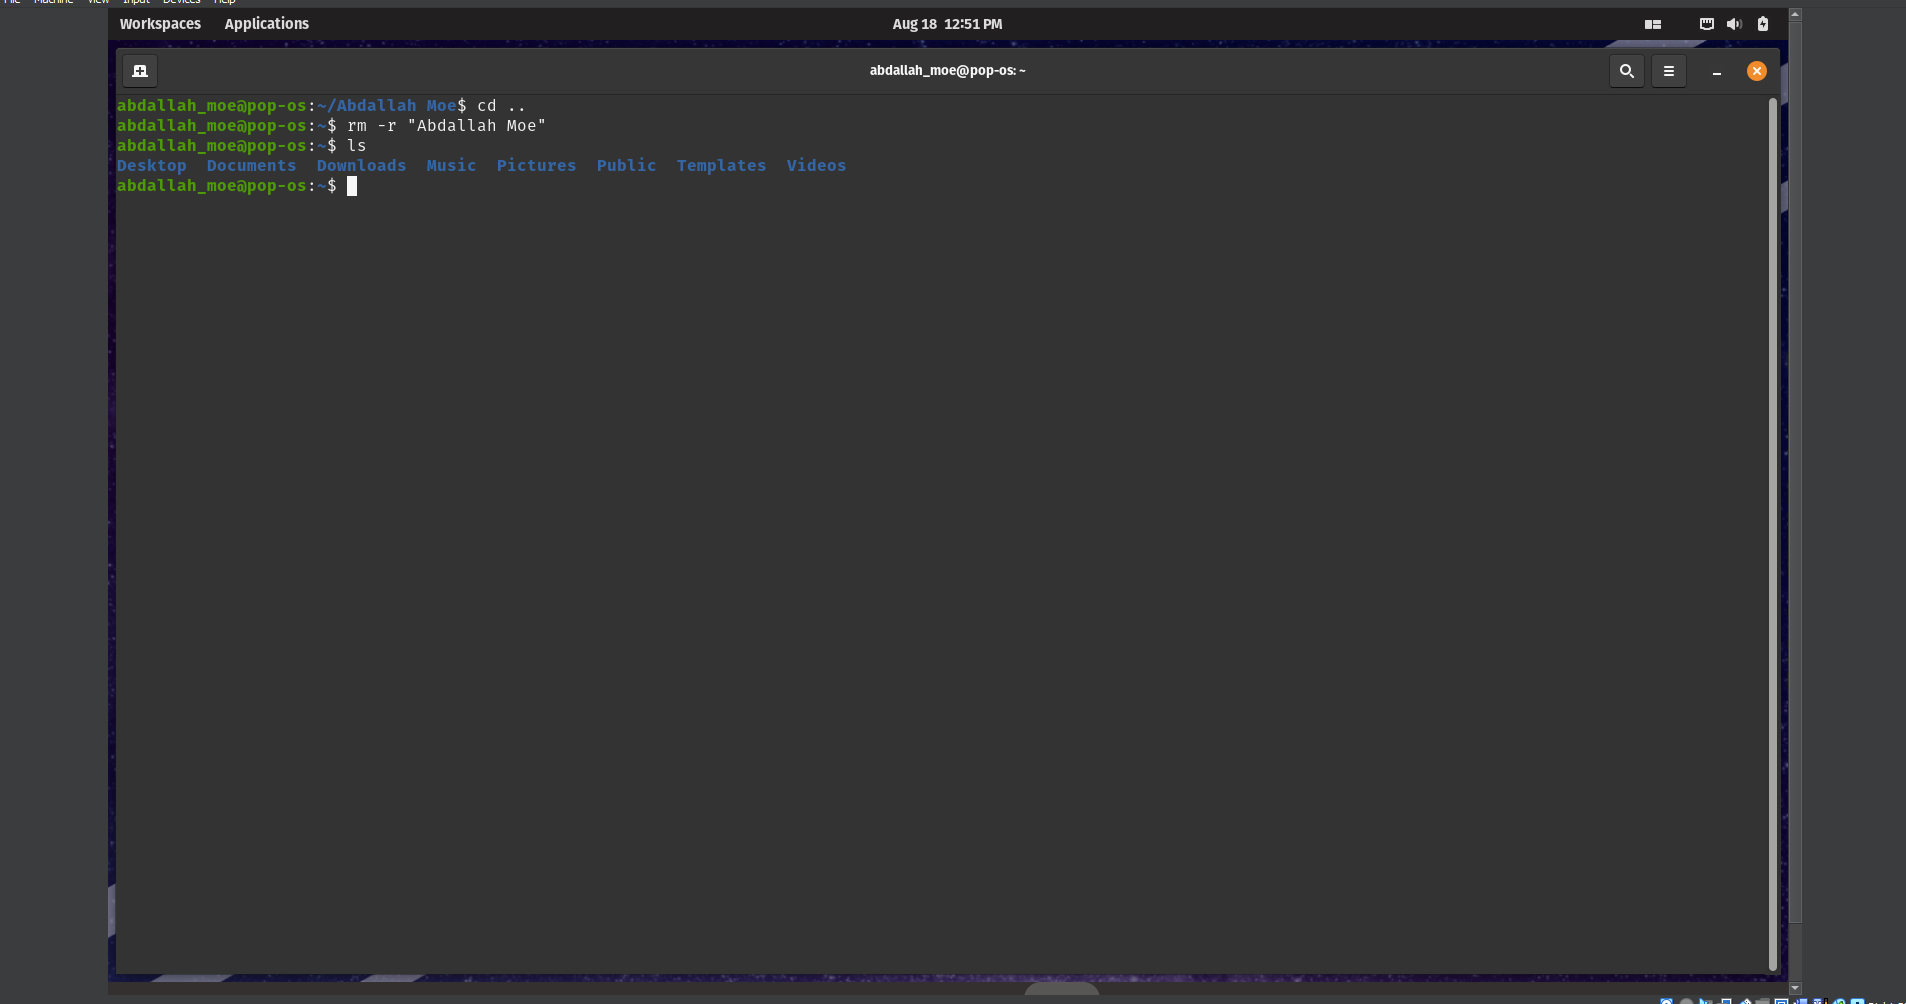 File Machine View Input Devices Help
Workspaces Applications Aug 18 12:51 PM
abdallah_moe@pop-os: ~
abdallah_moe@pop-os:~/Abdallah Moe$ cd ..
abdallah_moe@pop-os:~$ rm -r "Abdallah Moe"
abdallah_moe@pop-os:~$ ls
Desktop Documents Downloads Music Pictures Public Templates Videos
abdallah_moe@pop-os:~$